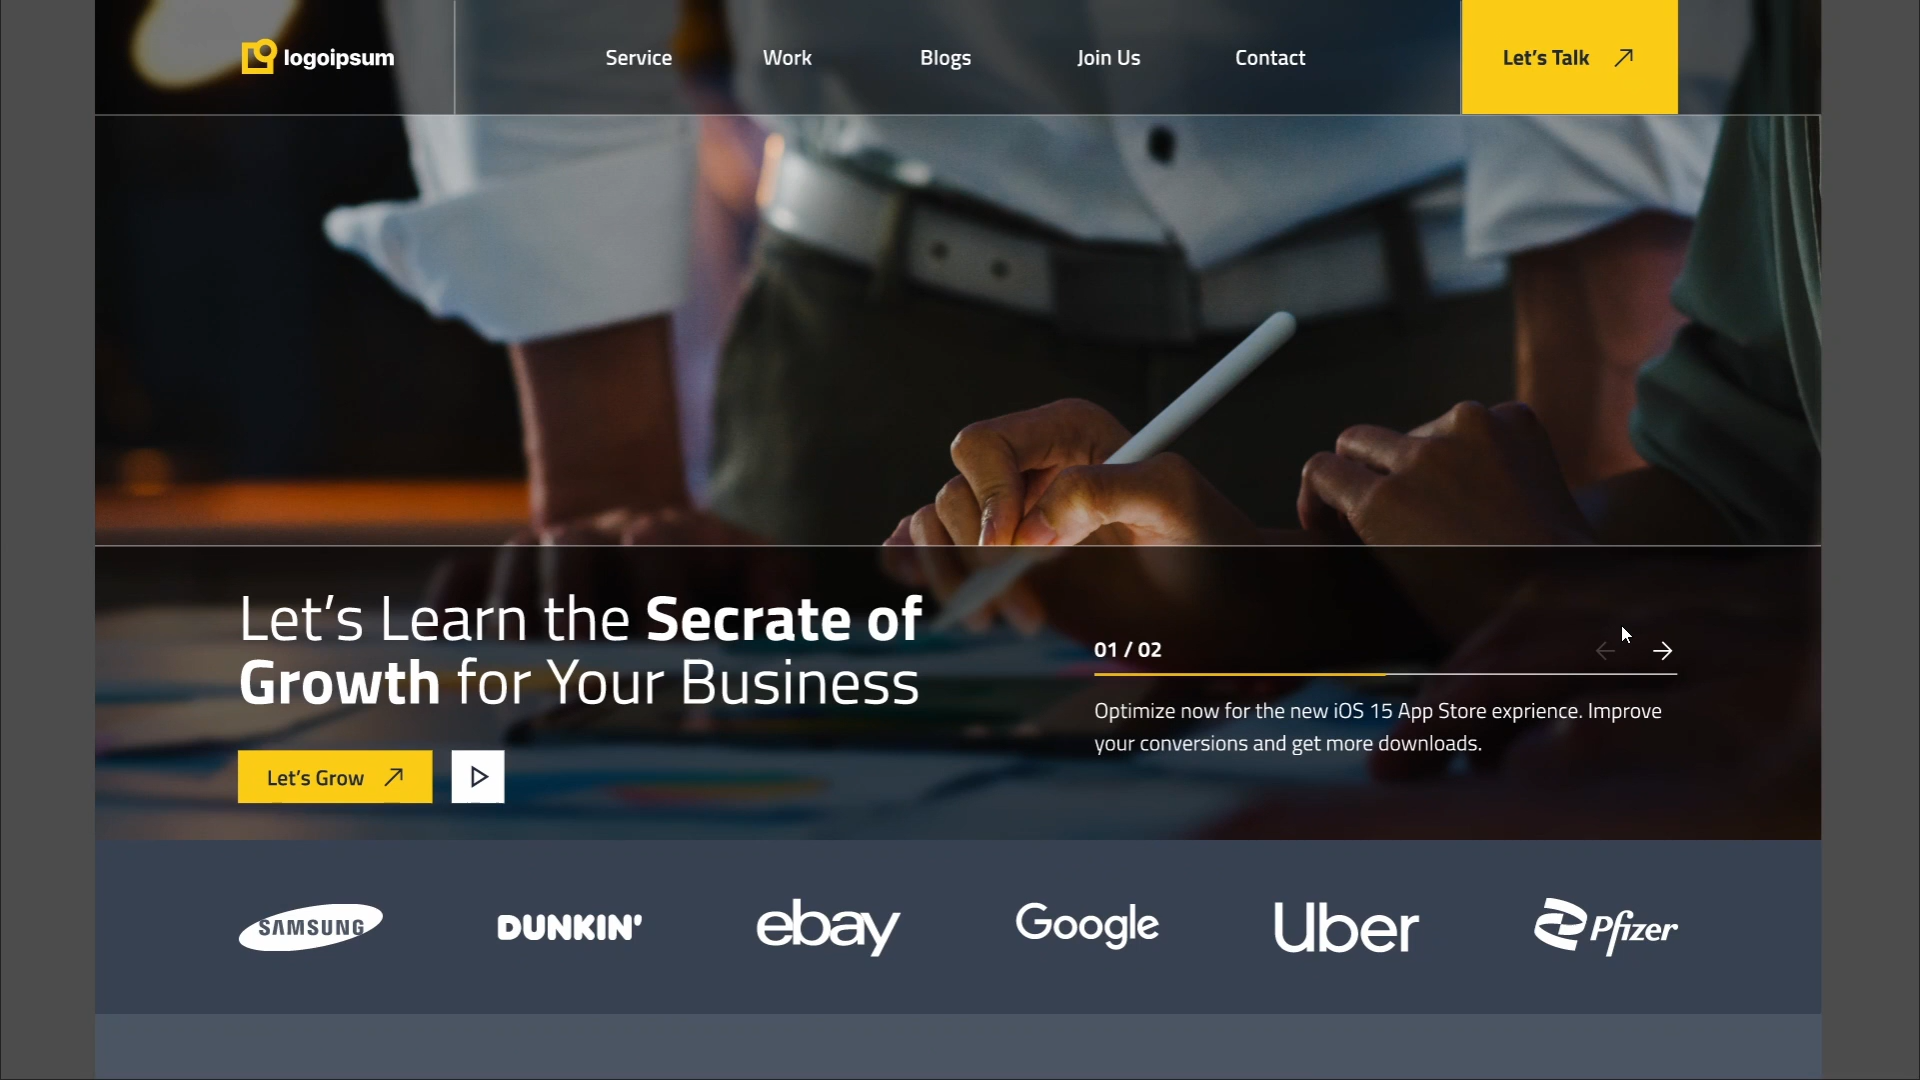 logoipsum
Service
Work
Blogs
Join Us
Contact
Let’s Talk
Let’s Learn the Secrate of
Growth for Your Business
01 / 02
Optimize now for the new iOS 15 App Store exprience. Improve
your conversions and get more downloads.
Let’s Grow
SAMSUNG
DUNKIN'
ebay
Google
Uber
Pfizer